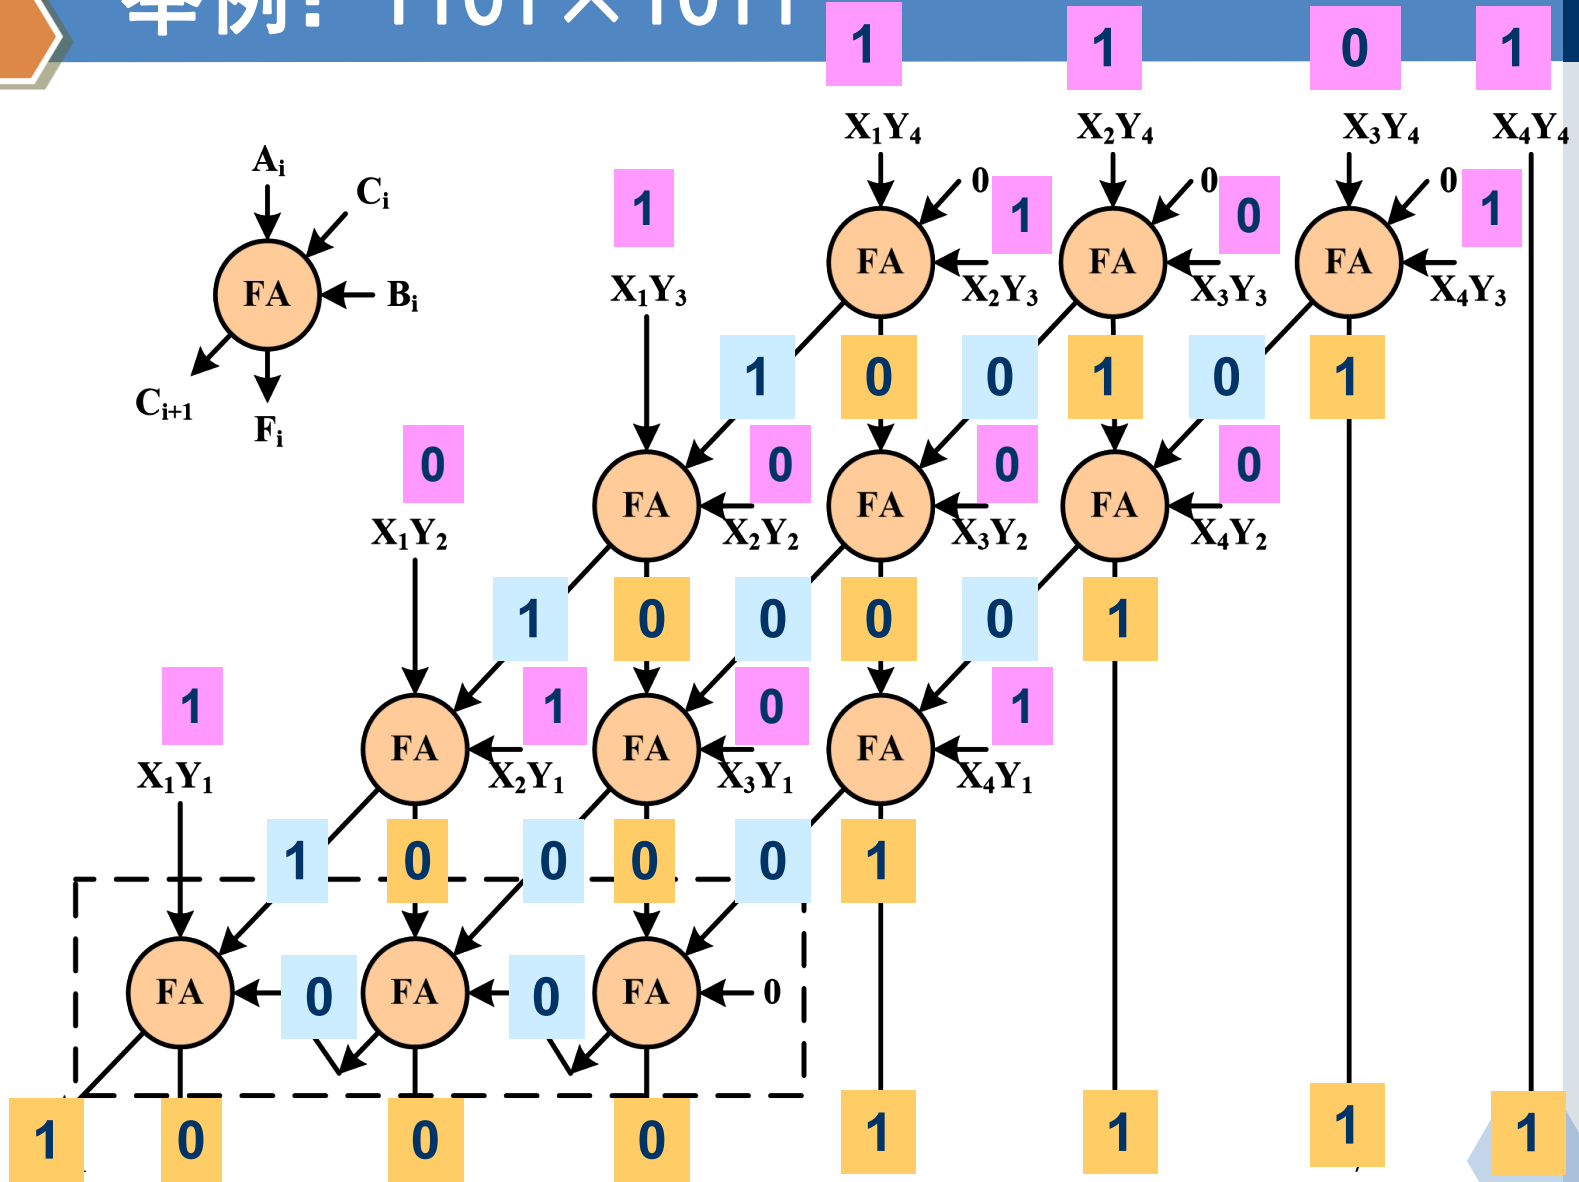 举例：1101×1011
1 1 0 1
X₁Y₄ X₂Y₄ X₃Y₄ X₄Y₄
Aᵢ
Cᵢ
1 0 1 0 0 0 1
FA FA FA
FA Bᵢ X₁Y₃ X₂Y₃ X₃Y₃ X₄Y₃
1 0 0 1 0 1
Cᵢ₊₁
Fᵢ
0 0 0 0
FA FA FA
X₁Y₂ X₂Y₂ X₃Y₂ X₄Y₂
1 0 0 0 0 1
1 1 0 1
FA FA FA
X₁Y₁ X₂Y₁ X₃Y₁ X₄Y₁
1 0 0 0 0 1
FA 0 FA 0 FA 0
1 0 0 0 1 1 1 1